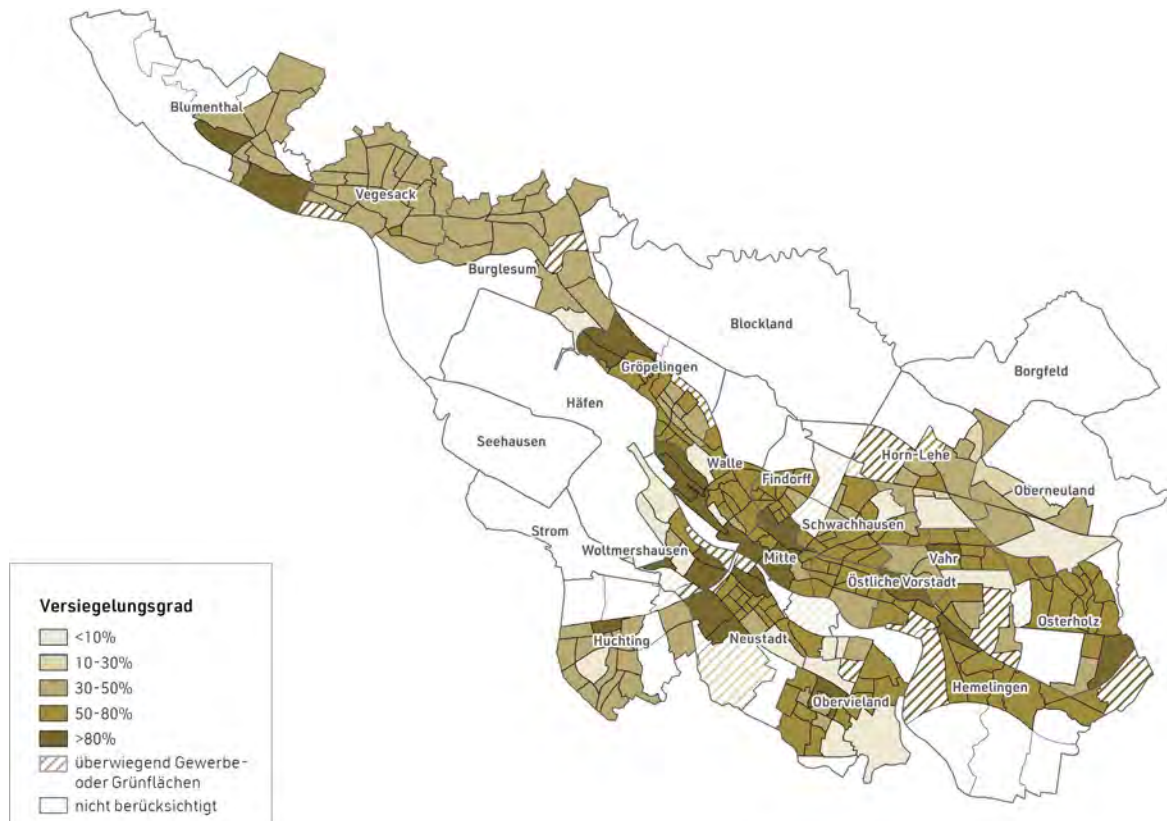 Blumenthal
Vegesack
Burglesum
Blockland
Gröpelingen
Borgfeld
Häfen
Seehausen
Walle
Horn-Lehe
Findorff
Oberneuland
Schwachhausen
Strom
Woltmershausen
Mitte
Vahr
Östliche Vorstadt
Osterholz
Huchting
Neustadt
Hemelingen
Obervieland
Versiegelungsgrad
<10%
10-30%
30-50%
50-80%
>80%
überwiegend Gewerbe-
oder Grünflächen
nicht berücksichtigt